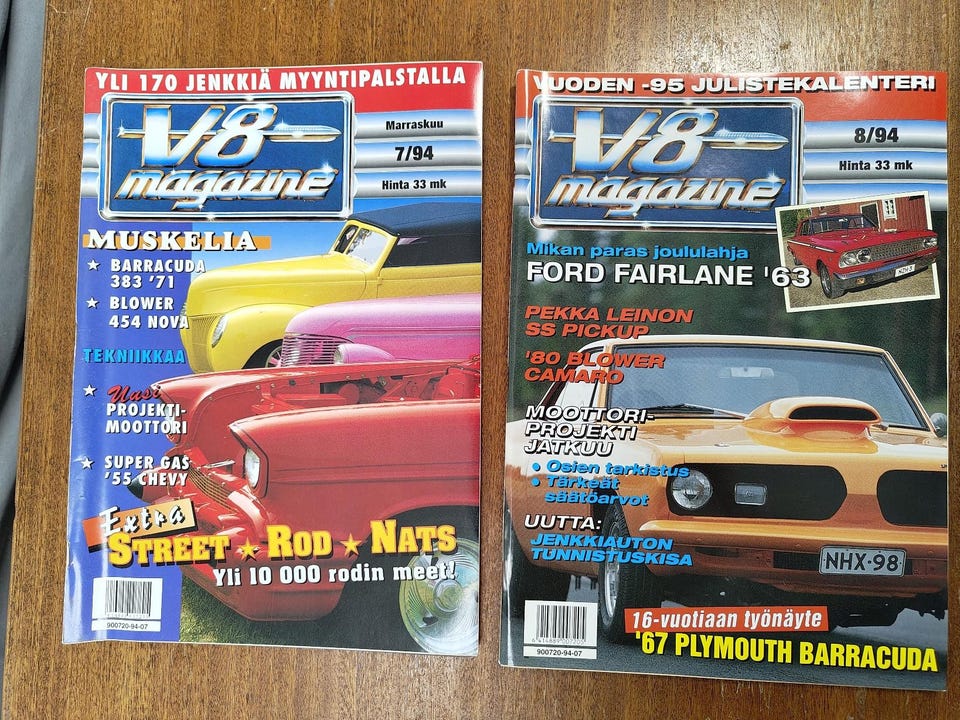 YLI 170 JENKKIÄ MYYNTIPALSTALLA
V8
magazine
Marraskuu
7/94
Hinta 33 mk
MUSKELIA
★ BARRACUDA
383 '71
★ BLOWER
454 NOVA
TEKNIIKKAA
★ Uusi
PROJEKTI-
MOOTTORI
★ SUPER GAS
'55 CHEVY
Extra
STREET ★ ROD ★ NATS
Yli 10 000 rodin meet!
900720-94-07
VUODEN -95 JULISTEKALENTERI
V8
magazine
8/94
Hinta 33 mk
Mikan paras joululahja
FORD FAIRLANE '63
PEKKA LEINON
SS PICKUP
'80 BLOWER
CAMARO
MOOTTORI-
PROJEKTI
JATKUU
• Osien tarkistus
• Tärkeät
säätöarvot
UUTTA:
JENKKIAUTON
TUNNISTUSKISA
NHX-98
16-vuotiaan työnäyte
'67 PLYMOUTH BARRACUDA
900720-94-07